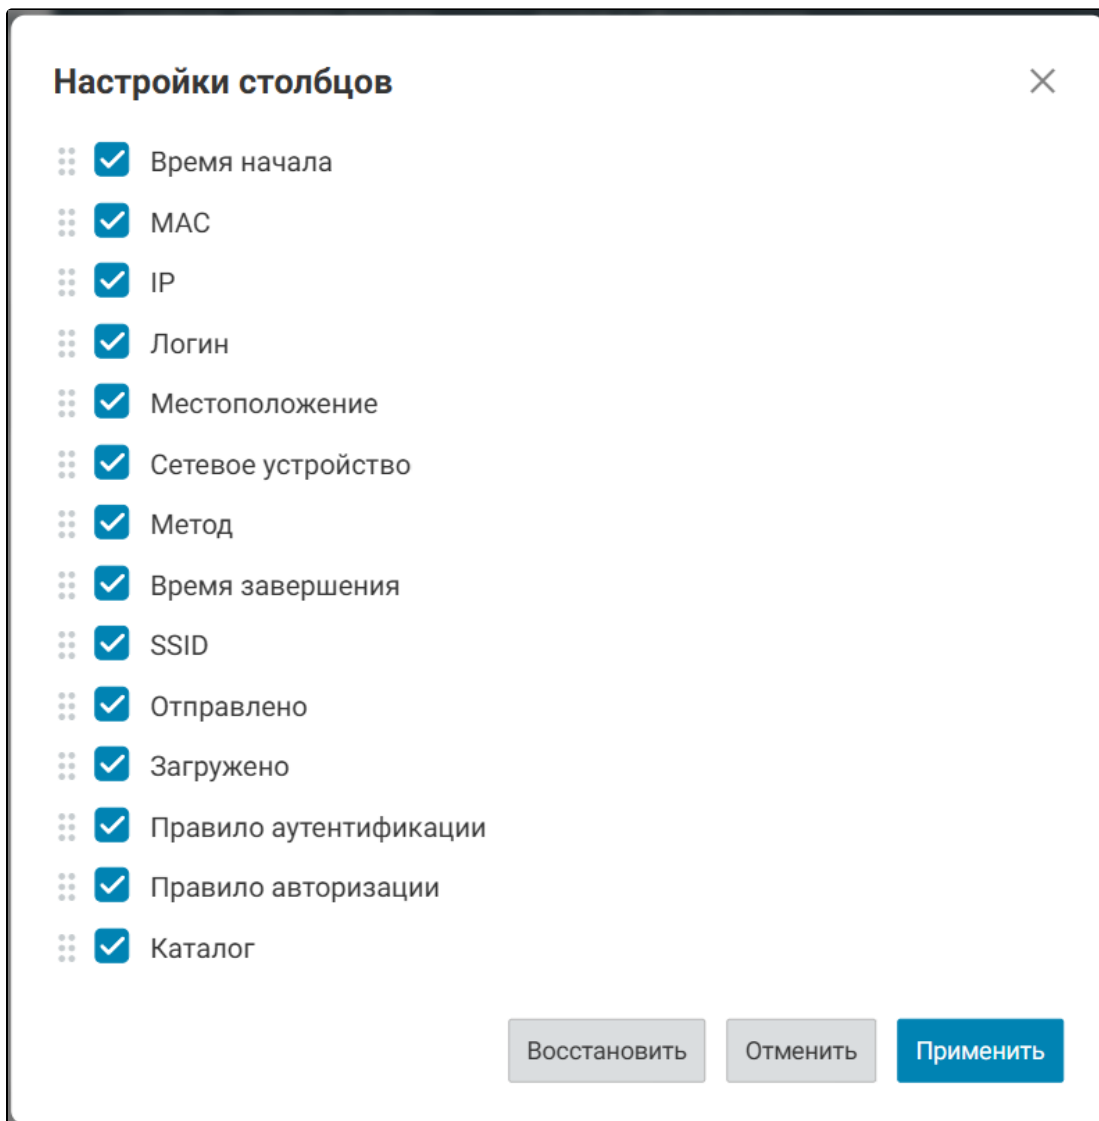 Настройки столбцов
Время начала
MAC
IP
Логин
Местоположение
Сетевое устройство
Метод
Время завершения
SSID
Отправлено
Загружено
Правило аутентификации
Правило авторизации
Каталог
Восстановить Отменить Применить